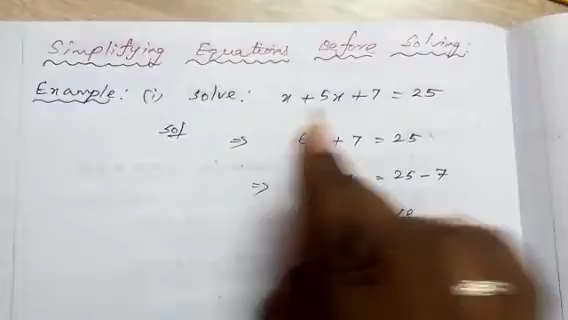 Simplifying Equations Before Solving:
Example: (i) solve: x + 5x + 7 = 25
sol ⇒ + 7 = 25
⇒ = 25 - 7